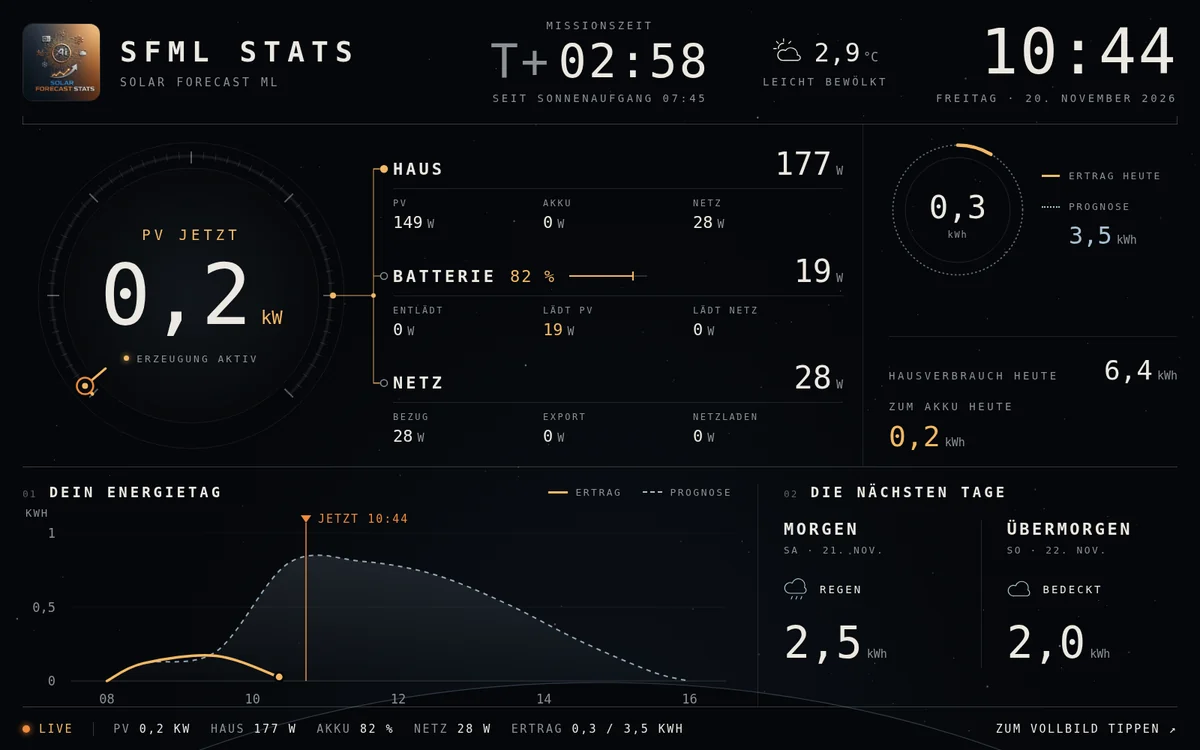 AI
SOLAR
FORECAST STATS
SFML STATS
SOLAR FORECAST ML
MISSIONSZEIT
T+02:58
SEIT SONNENAUFGANG 07:45
2,9 °C
LEICHT BEWÖLKT
10:44
FREITAG · 20. NOVEMBER 2026
PV JETZT
0,2 kW
ERZEUGUNG AKTIV
HAUS 177 W
PV AKKU NETZ
149 W 0 W 28 W
BATTERIE 82 % 19 W
ENTLÄDT LÄDT PV LÄDT NETZ
0 W 19 W 0 W
NETZ 28 W
BEZUG EXPORT NETZLADEN
28 W 0 W 0 W
0,3
kWh
ERTRAG HEUTE
PROGNOSE
3,5 kWh
HAUSVERBRAUCH HEUTE 6,4 kWh
ZUM AKKU HEUTE
0,2 kWh
01 DEIN ENERGIETAG
ERTRAG PROGNOSE
KWH
JETZT 10:44
1
0,5
0
08 10 12 14 16
02 DIE NÄCHSTEN TAGE
MORGEN
SA · 21. NOV.
REGEN
2,5 kWh
ÜBERMORGEN
SO · 22. NOV.
BEDECKT
2,0 kWh
LIVE PV 0,2 KW HAUS 177 W AKKU 82 % NETZ 28 W ERTRAG 0,3 / 3,5 KWH
ZUM VOLLBILD TIPPEN ↗